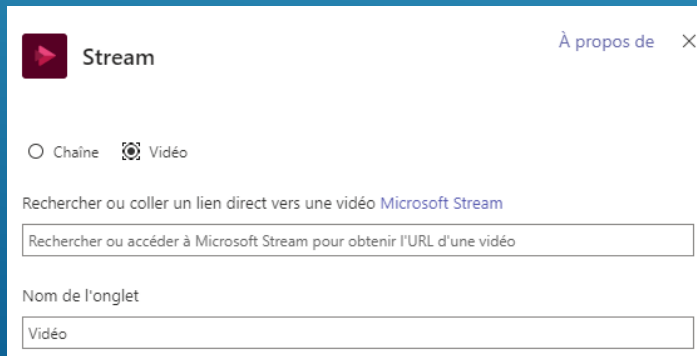 Stream
À propos de
Chaîne Vidéo
Rechercher ou coller un lien direct vers une vidéo Microsoft Stream
Rechercher ou accéder à Microsoft Stream pour obtenir l'URL d'une vidéo
Nom de l'onglet
Vidéo